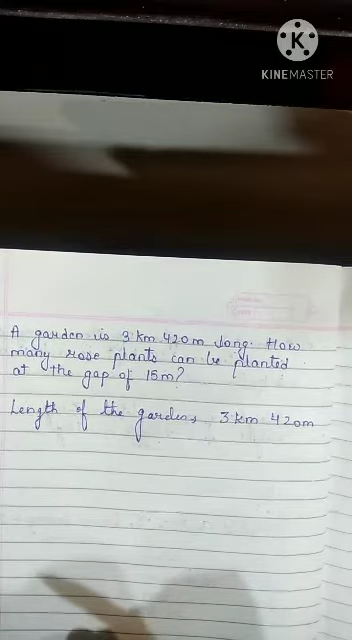 KINEMASTER
A garden is 3 km 420 m long. How
many rose plants can be planted
at the gap of 15 m?
Length of the garden, 3 km 420m